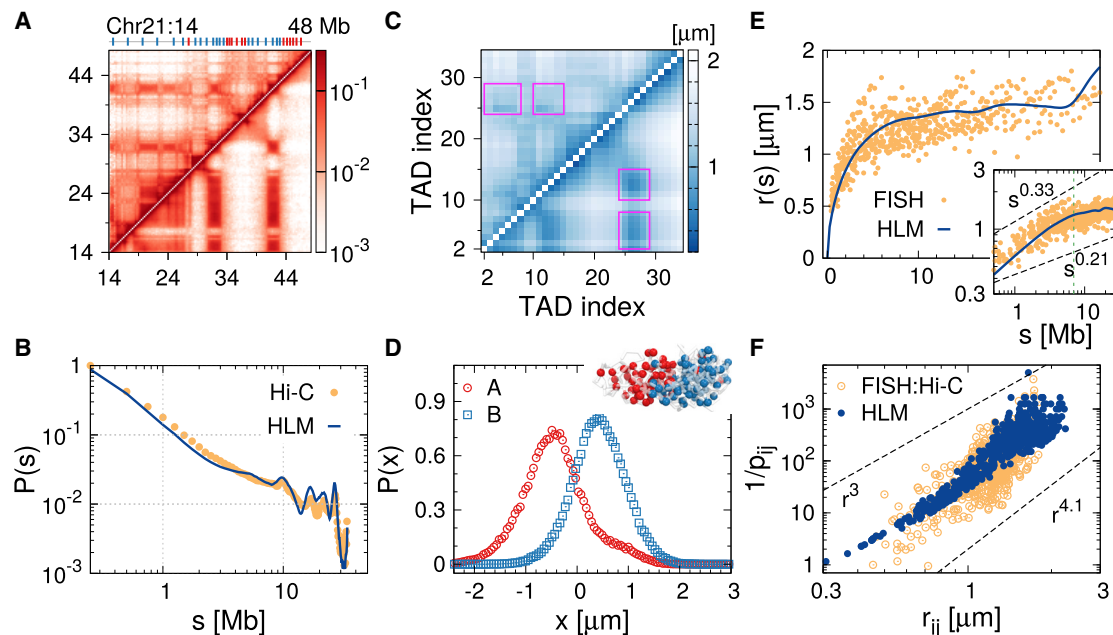 A
Chr21:14 48 Mb
44
34
24
14
14 24 34 44
10^-1
10^-2
10^-3
C
[μm]
TAD index
30
20
10
2
2 10 20 30
TAD index
2
1
E
r(s) [μm]
2
1.5
1
0.5
0
0 10
FISH
HLM
s^0.33
s^0.21
3
1
0.3
1 10
s [Mb]
B
P(s)
1
10^-1
10^-2
10^-3
Hi-C
HLM
1 10
s [Mb]
D
A
B
P(x)
0.9
0.6
0.3
0
-2 -1 0 1 2 3
x [μm]
F
FISH:Hi-C
HLM
1/p_ij
10^3
10^2
10
1
r^3
r^4.1
0.3 1 3
r_ij [μm]